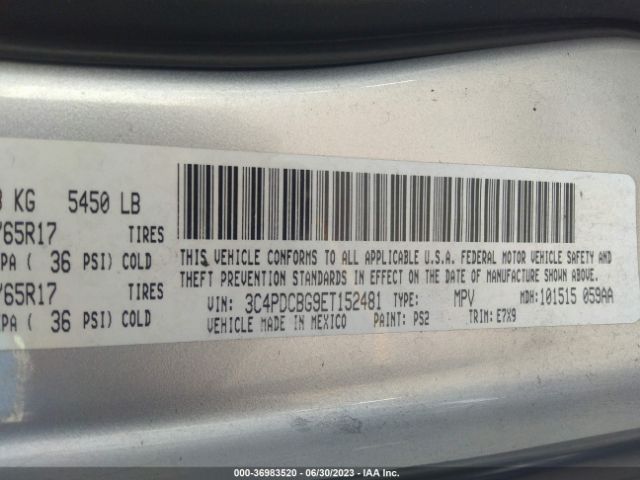 KG 5450 LB
65R17 TIRES
PA ( 36 PSI) COLD
65R17 TIRES
PA ( 36 PSI) COLD
THIS VEHICLE CONFORMS TO ALL APPLICABLE U.S.A. FEDERAL MOTOR VEHICLE SAFETY AND
THEFT PREVENTION STANDARDS IN EFFECT ON THE DATE OF MANUFACTURE SHOWN ABOVE.
VIN: 3C4PDCBG9ET152481 TYPE: MPV MDH:101515 059AA
VEHICLE MADE IN MEXICO PAINT: PS2 TRIM: E7X9
000-36983520 - 06/30/2023 - IAA Inc.